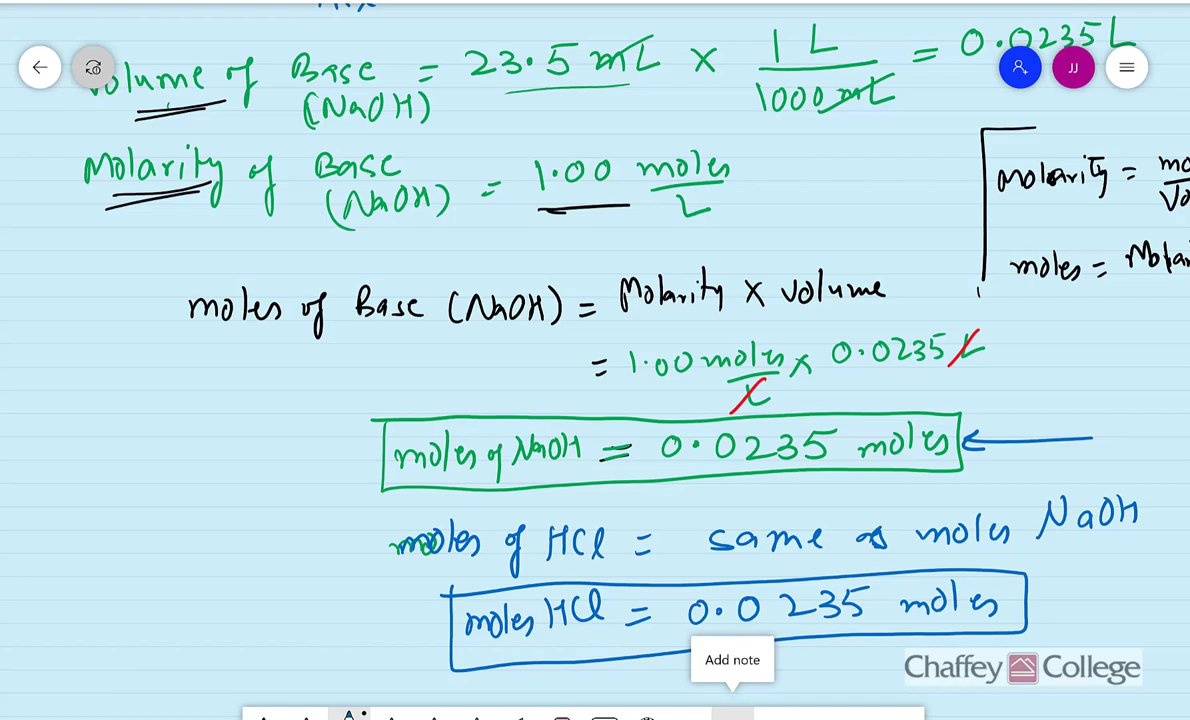 Volume of Base (NaOH) = 23.5 mL × 1 L / 1000 mL = 0.0235 L
Molarity of Base (NaOH) = 1.00 moles / L
Molarity =
moles =
moles of Base (NaOH) = Molarity × Volume
= 1.00 moles / L × 0.0235 L
moles of NaOH = 0.0235 moles
moles of HCl = same as moles NaOH
moles HCl = 0.0235 moles
JJ
Add note
Chaffey College